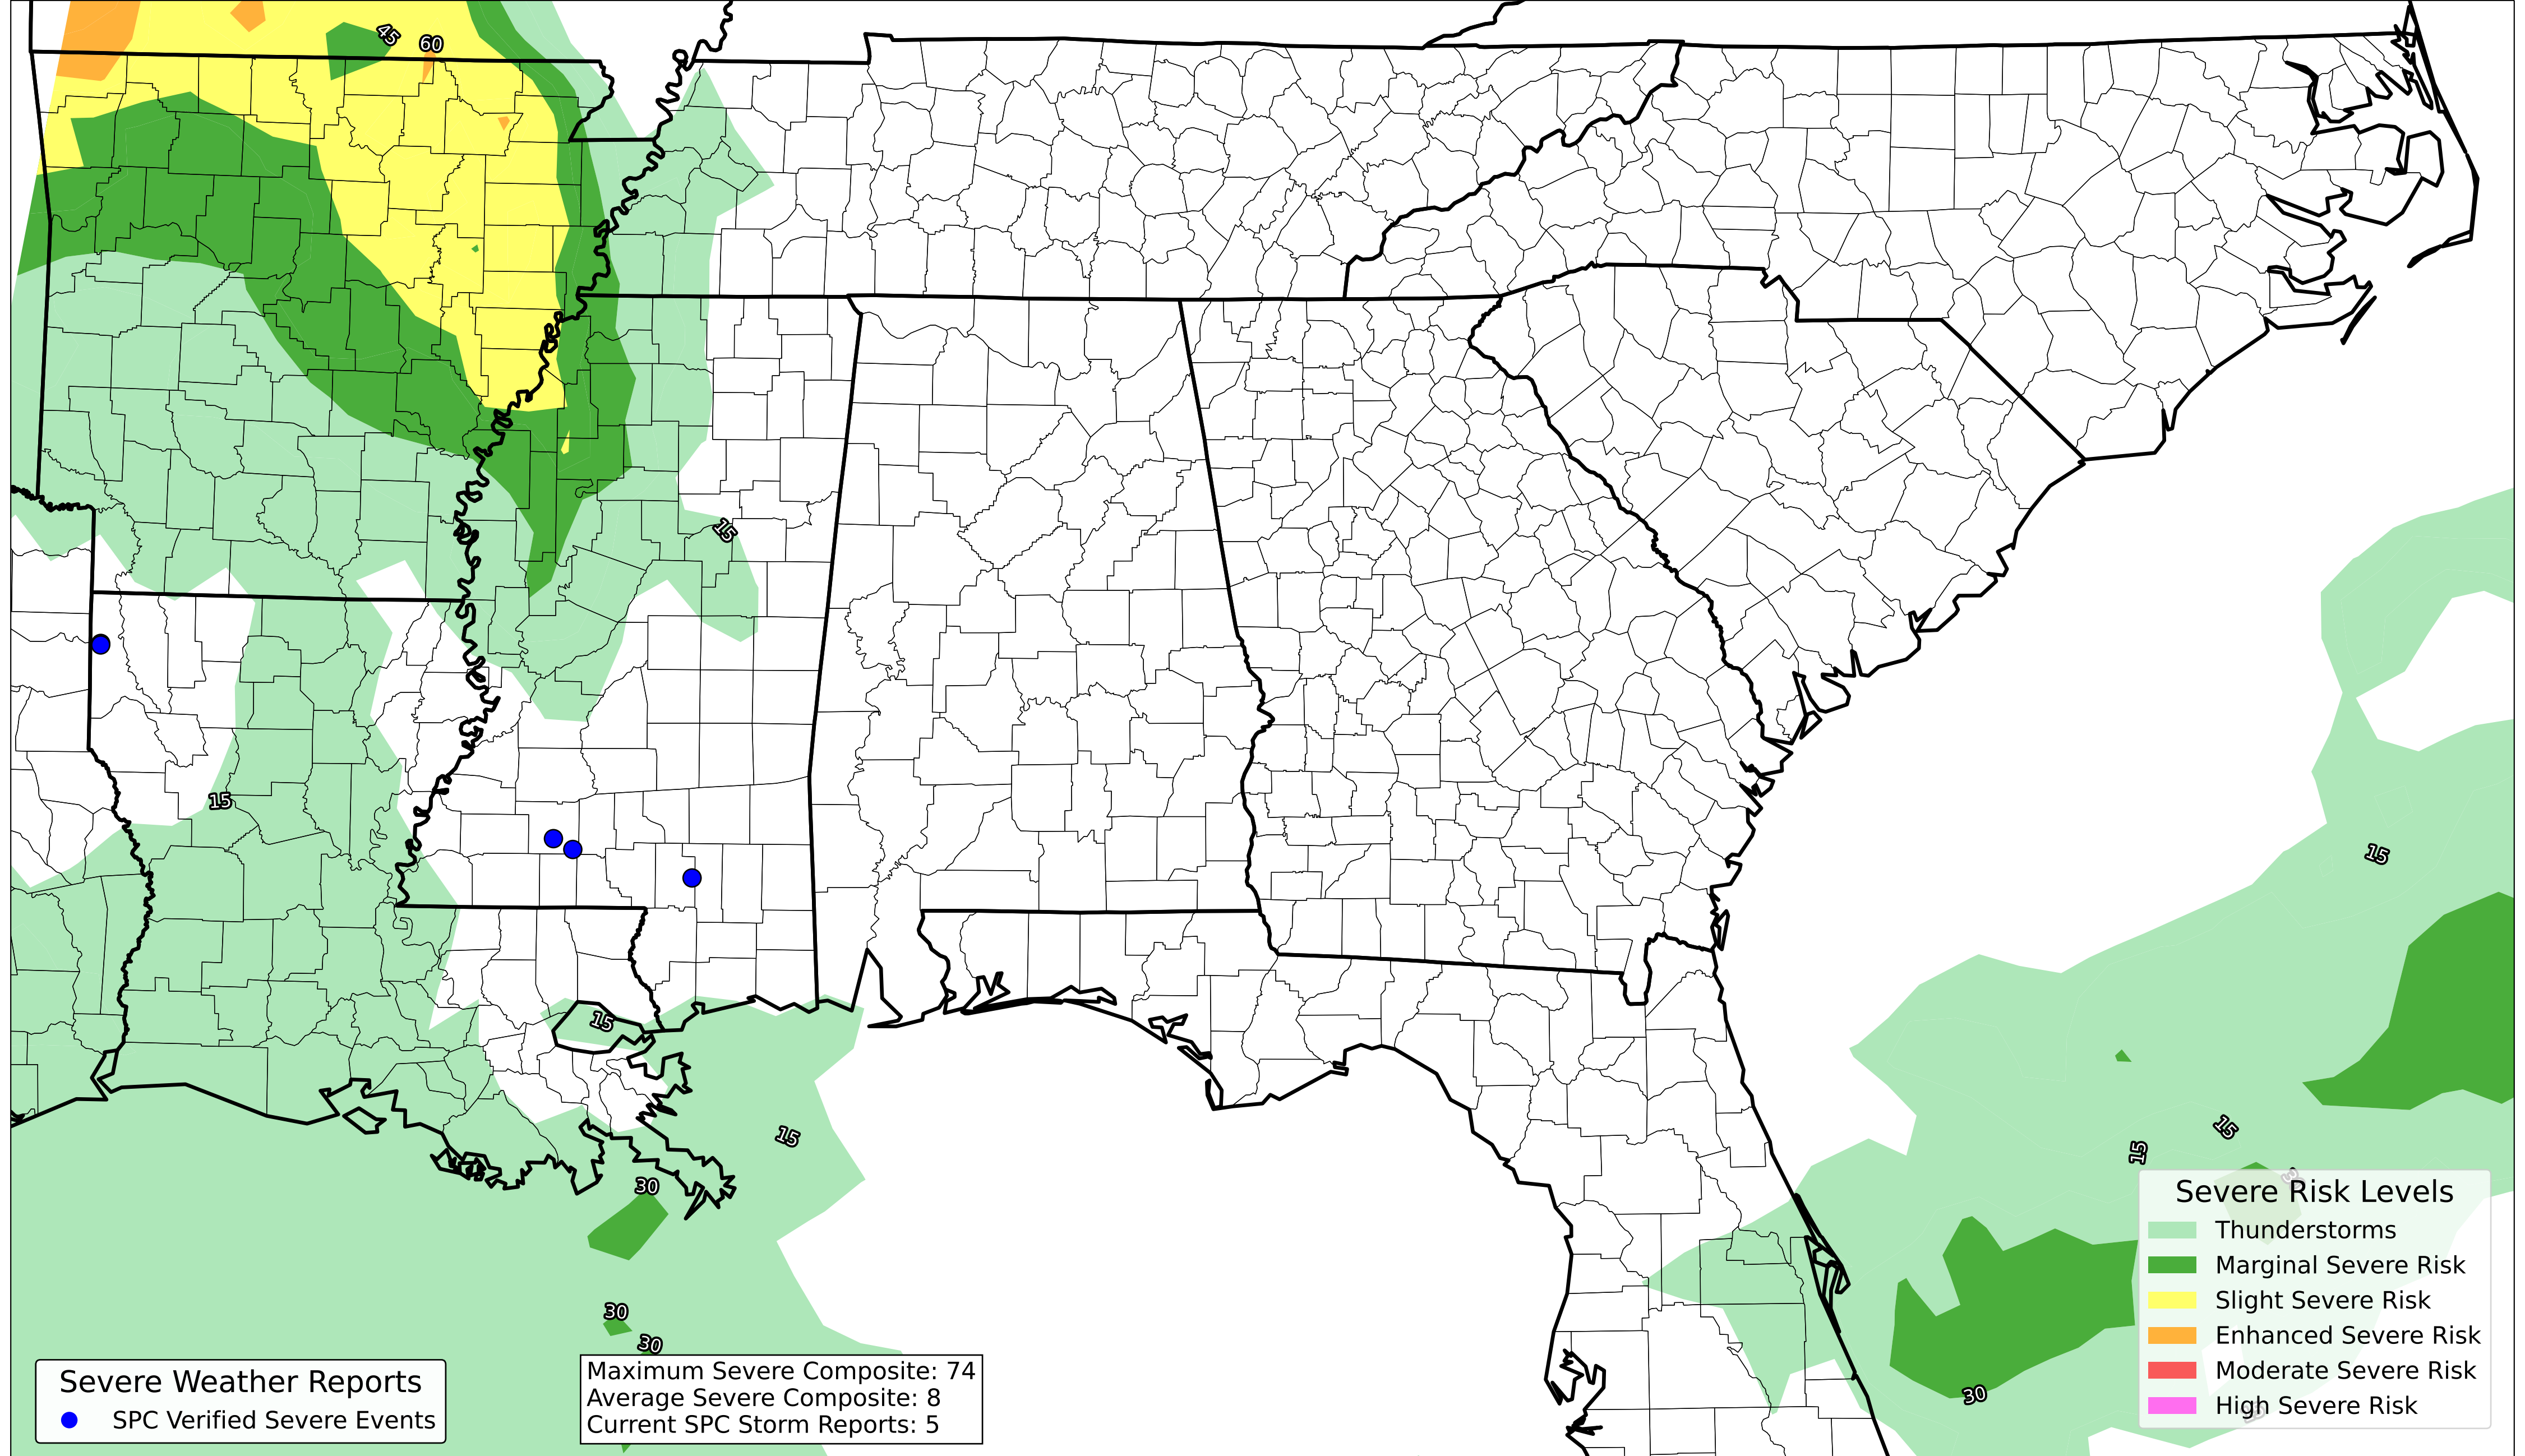 45
60
15
15
15
15
15
15
15
30
30
30
30
Severe Risk Levels
Thunderstorms
Marginal Severe Risk
Slight Severe Risk
Enhanced Severe Risk
Moderate Severe Risk
High Severe Risk
Severe Weather Reports
SPC Verified Severe Events
Maximum Severe Composite: 74
Average Severe Composite: 8
Current SPC Storm Reports: 5